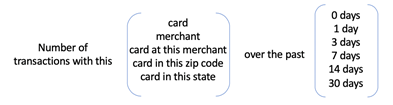 Number of
transactions with this
card
merchant
card at this merchant
card in this zip code
card in this state
over the past
0 days
1 day
3 days
7 days
14 days
30 days